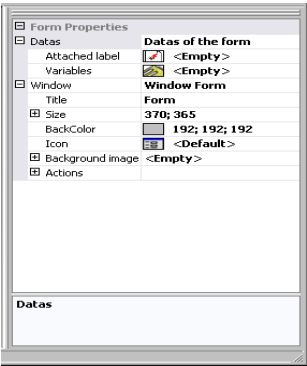 Form Properties
Datas Datas of the form
Attached label <Empty>
Variables <Empty>
Window Window Form
Title Form
Size 370; 365
BackColor 192; 192; 192
Icon <Default>
Background image <Empty>
Actions
Datas